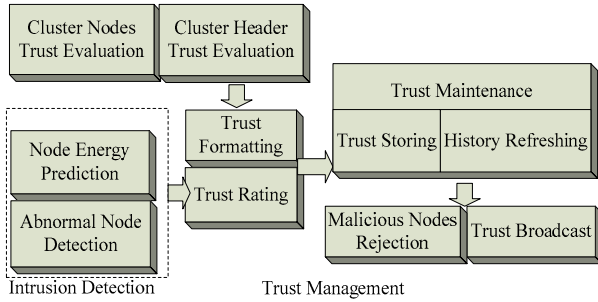 Cluster Nodes
Trust Evaluation
Cluster Header
Trust Evaluation
Trust
Formatting
Trust Rating
Trust Maintenance
Trust Storing
History Refreshing
Node Energy
Prediction
Abnormal Node
Detection
Malicious Nodes
Rejection
Trust Broadcast
Intrusion Detection
Trust Management